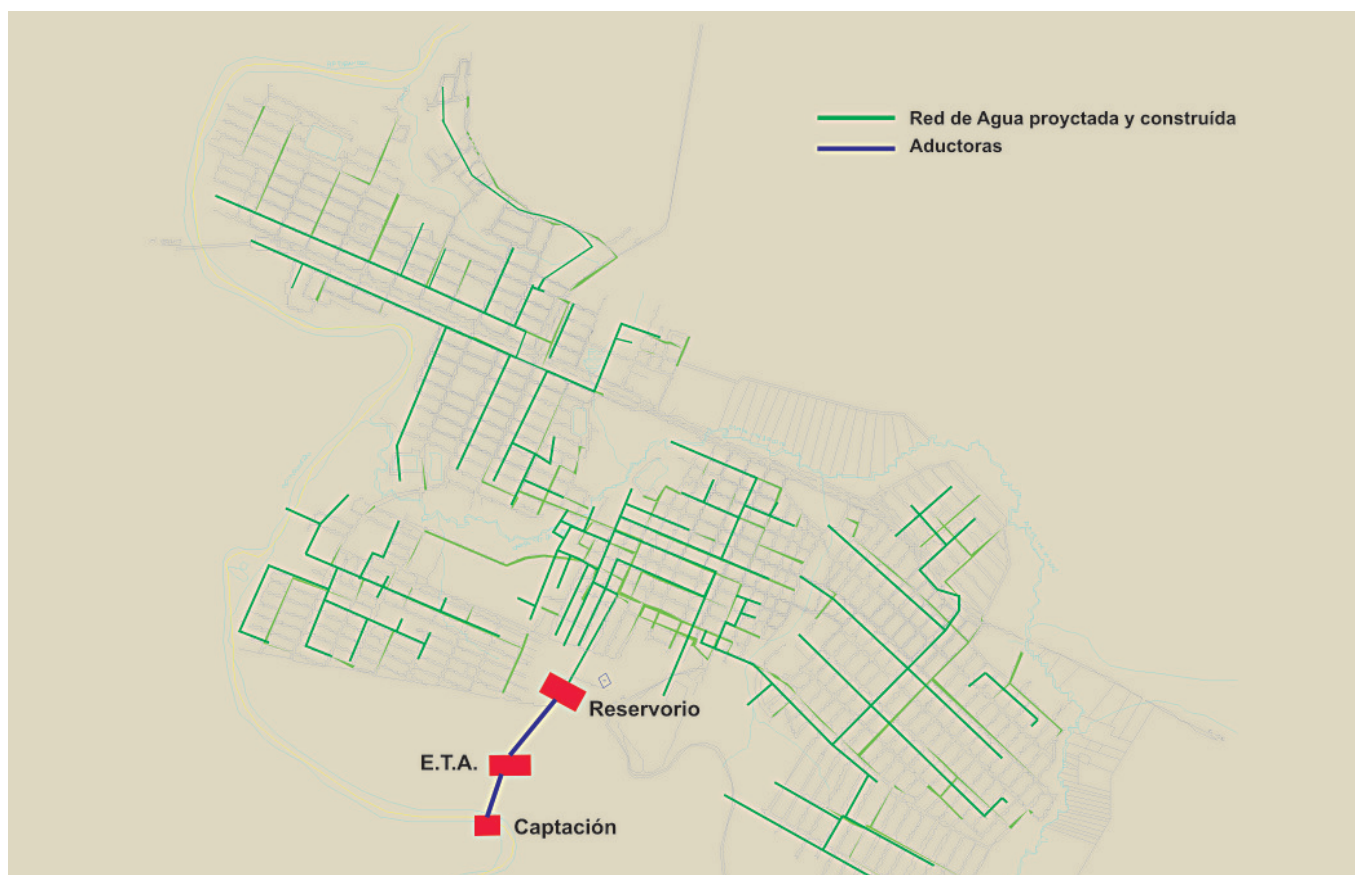 Red de Agua proyctada y construída
Aductoras
Reservorio
E.T.A.
Captación